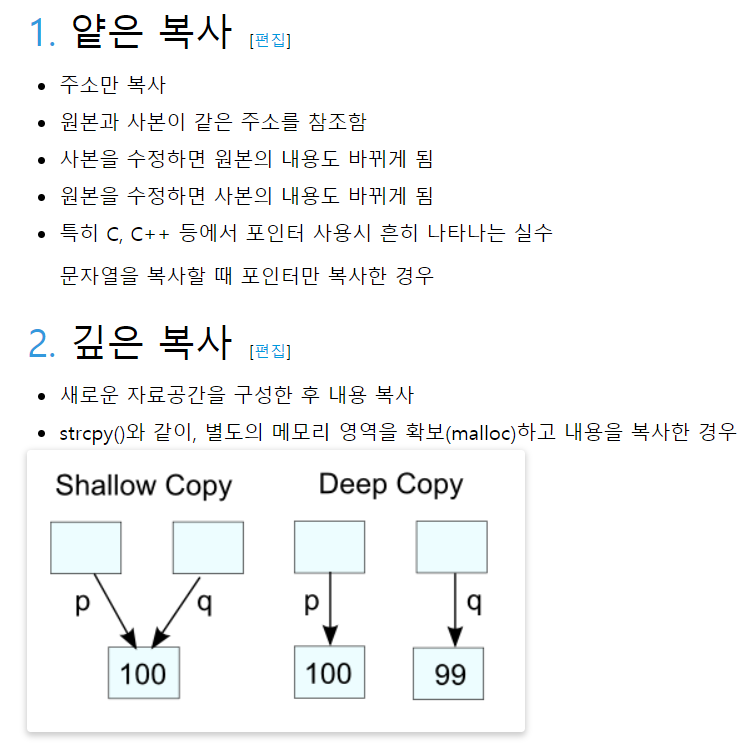 1. 얕은 복사 [편집]
주소만 복사
원본과 사본이 같은 주소를 참조함
사본을 수정하면 원본의 내용도 바뀌게 됨
원본을 수정하면 사본의 내용도 바뀌게 됨
특히 C, C++ 등에서 포인터 사용시 흔히 나타나는 실수
문자열을 복사할 때 포인터만 복사한 경우
2. 깊은 복사 [편집]
새로운 자료공간을 구성한 후 내용 복사
strcpy()와 같이, 별도의 메모리 영역을 확보(malloc)하고 내용을 복사한 경우
Shallow Copy Deep Copy
p q p q
100 100 99